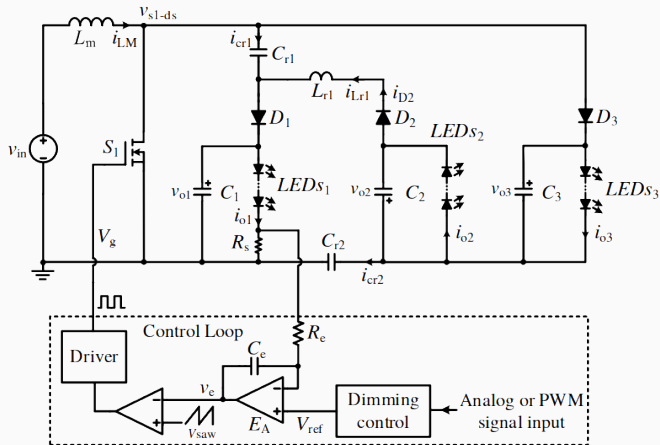 vs1-ds
Lm
iLM
icr1
Cr1
Lr1
iLr1
iD2
D1
D2
LEDs2
D3
vin
+
−
S1
vo1
+
C1
LEDs1
io1
vo2
C2
+
io2
vo3
+
C3
LEDs3
io3
Vg
Rs
Cr2
icr2
Control Loop
Re
Driver
Ce
ve
−
−
+
Vsaw
+
EA
Vref
Dimming
control
Analog or PWM
signal input